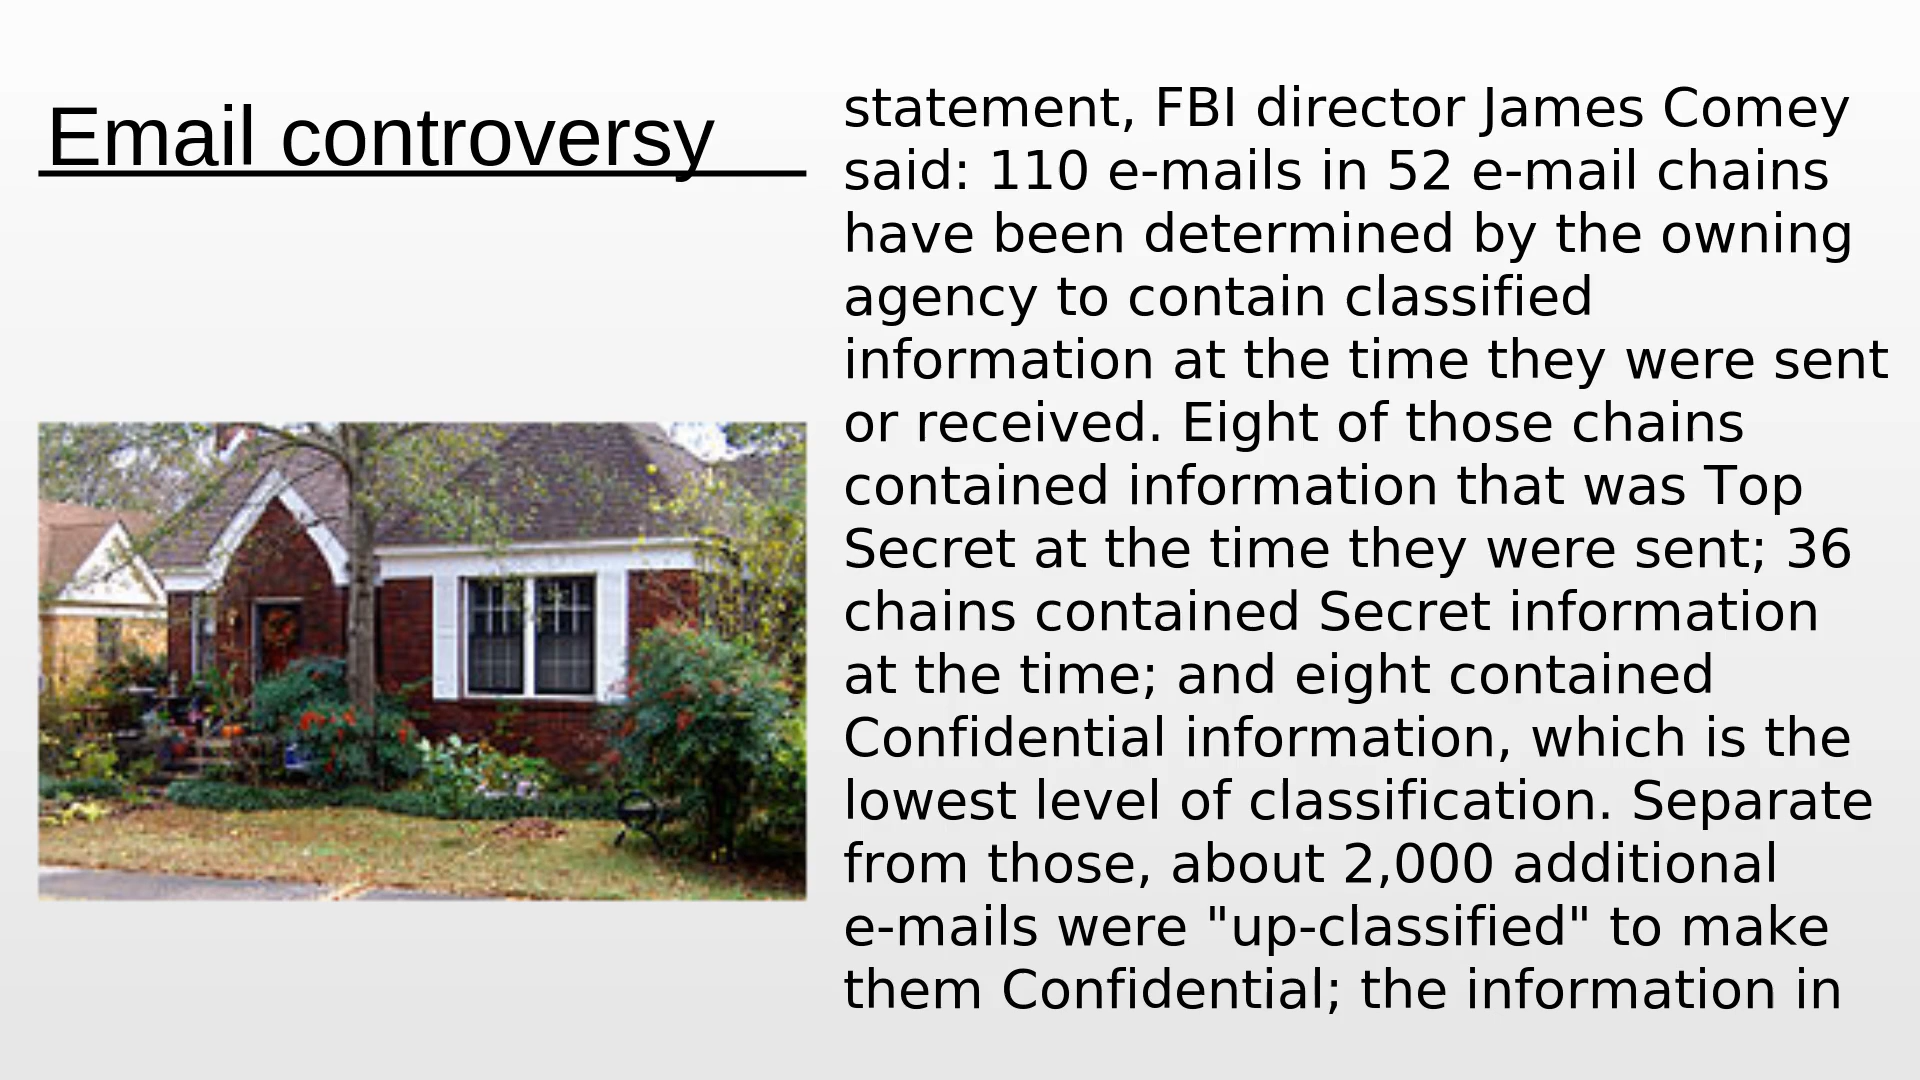 Email controversy
statement, FBI director James Comey
said: 110 e-mails in 52 e-mail chains
have been determined by the owning
agency to contain classified
information at the time they were sent
or received. Eight of those chains
contained information that was Top
Secret at the time they were sent; 36
chains contained Secret information
at the time; and eight contained
Confidential information, which is the
lowest level of classification. Separate
from those, about 2,000 additional
e-mails were "up-classified" to make
them Confidential; the information in